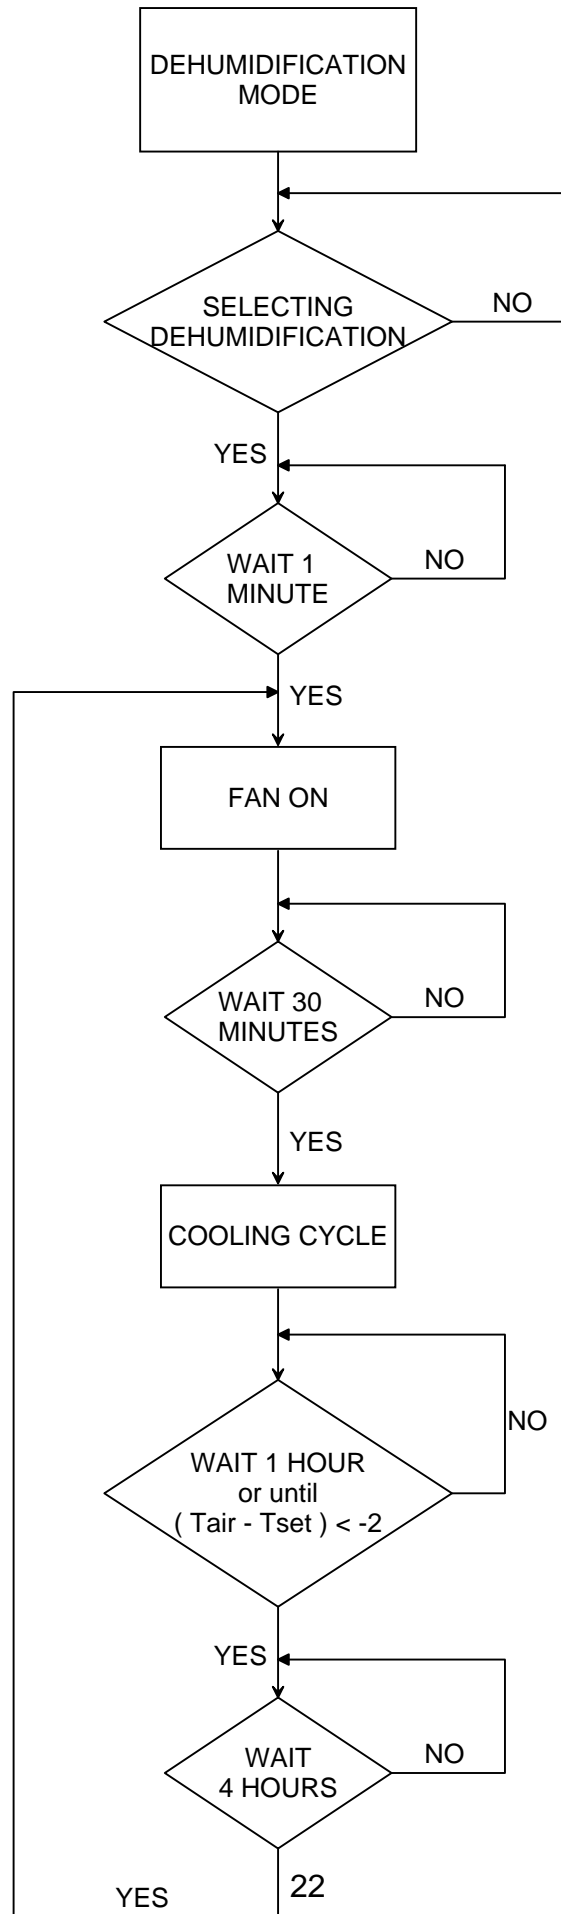 DEHUMIDIFICATION
MODE
SELECTING
DEHUMIDIFICATION
NO
YES
WAIT 1
MINUTE
NO
YES
FAN ON
WAIT 30
MINUTES
NO
YES
COOLING CYCLE
NO
WAIT 1 HOUR
or until
( Tair - Tset ) < -2
YES
WAIT
4 HOURS
NO
22
YES